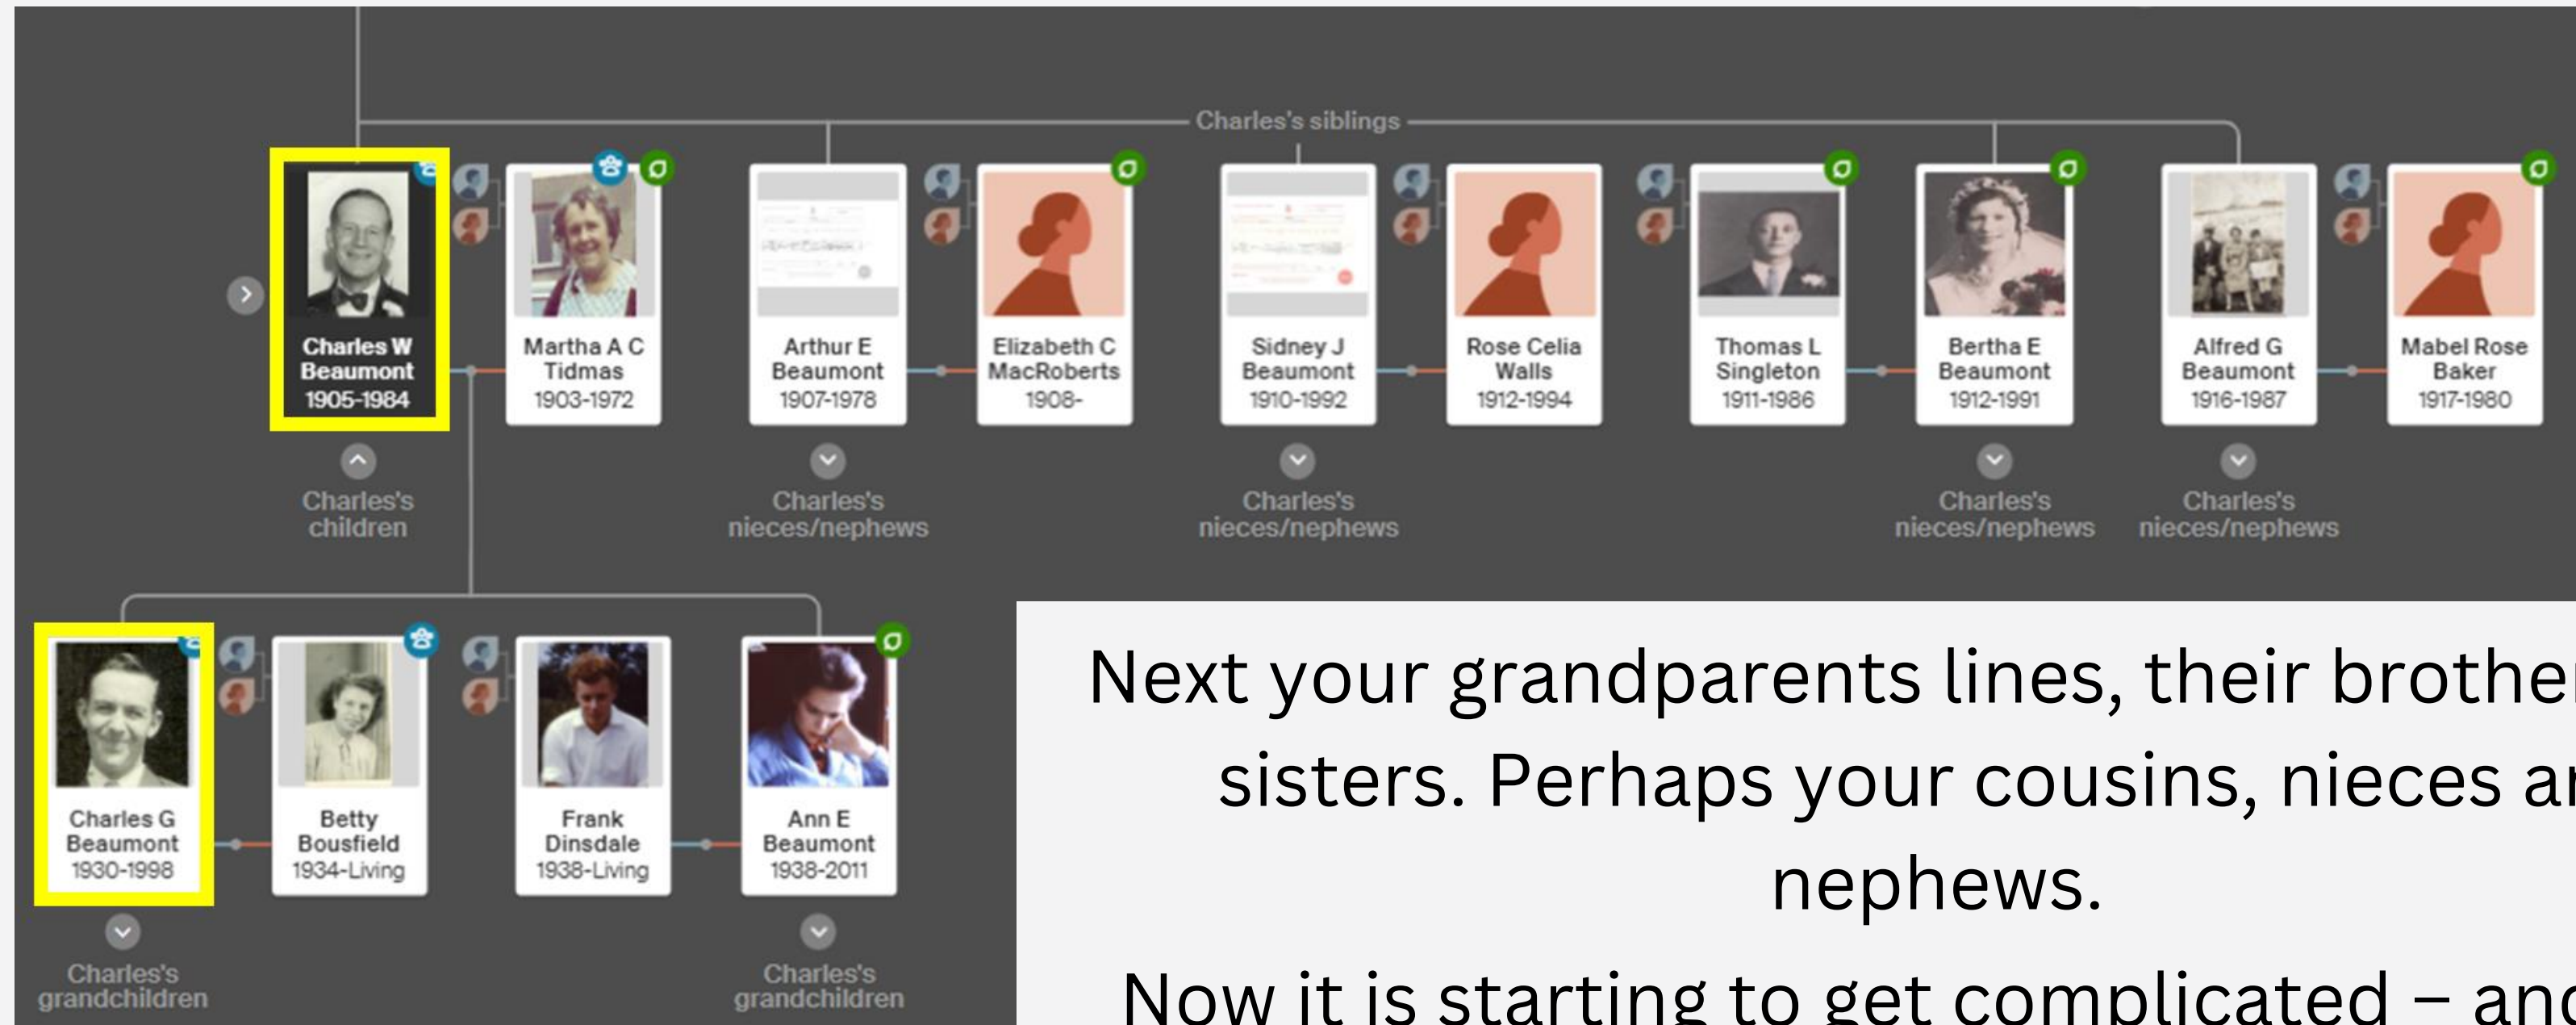 Charles's siblings
Charles W
Beaumont
1905-1984
Martha A C
Tidmas
1903-1972
Arthur E
Beaumont
1907-1978
Elizabeth C
MacRoberts
1908-
Sidney J
Beaumont
1910-1992
Rose Celia
Walls
1912-1994
Thomas L
Singleton
1911-1986
Bertha E
Beaumont
1912-1991
Alfred G
Beaumont
1916-1987
Mabel Rose
Baker
1917-1980
Charles's
children
Charles's
nieces/nephews
Charles's
nieces/nephews
Charles's
nieces/nephews
Charles's
nieces/nephews
Charles G
Beaumont
1930-1998
Betty
Bousfield
1934-Living
Frank
Dinsdale
1938-Living
Ann E
Beaumont
1938-2011
Charles's
grandchildren
Charles's
grandchildren
Next your grandparents lines, their brother
sisters. Perhaps your cousins, nieces
nephews.
Now it is starting to get complicated – and